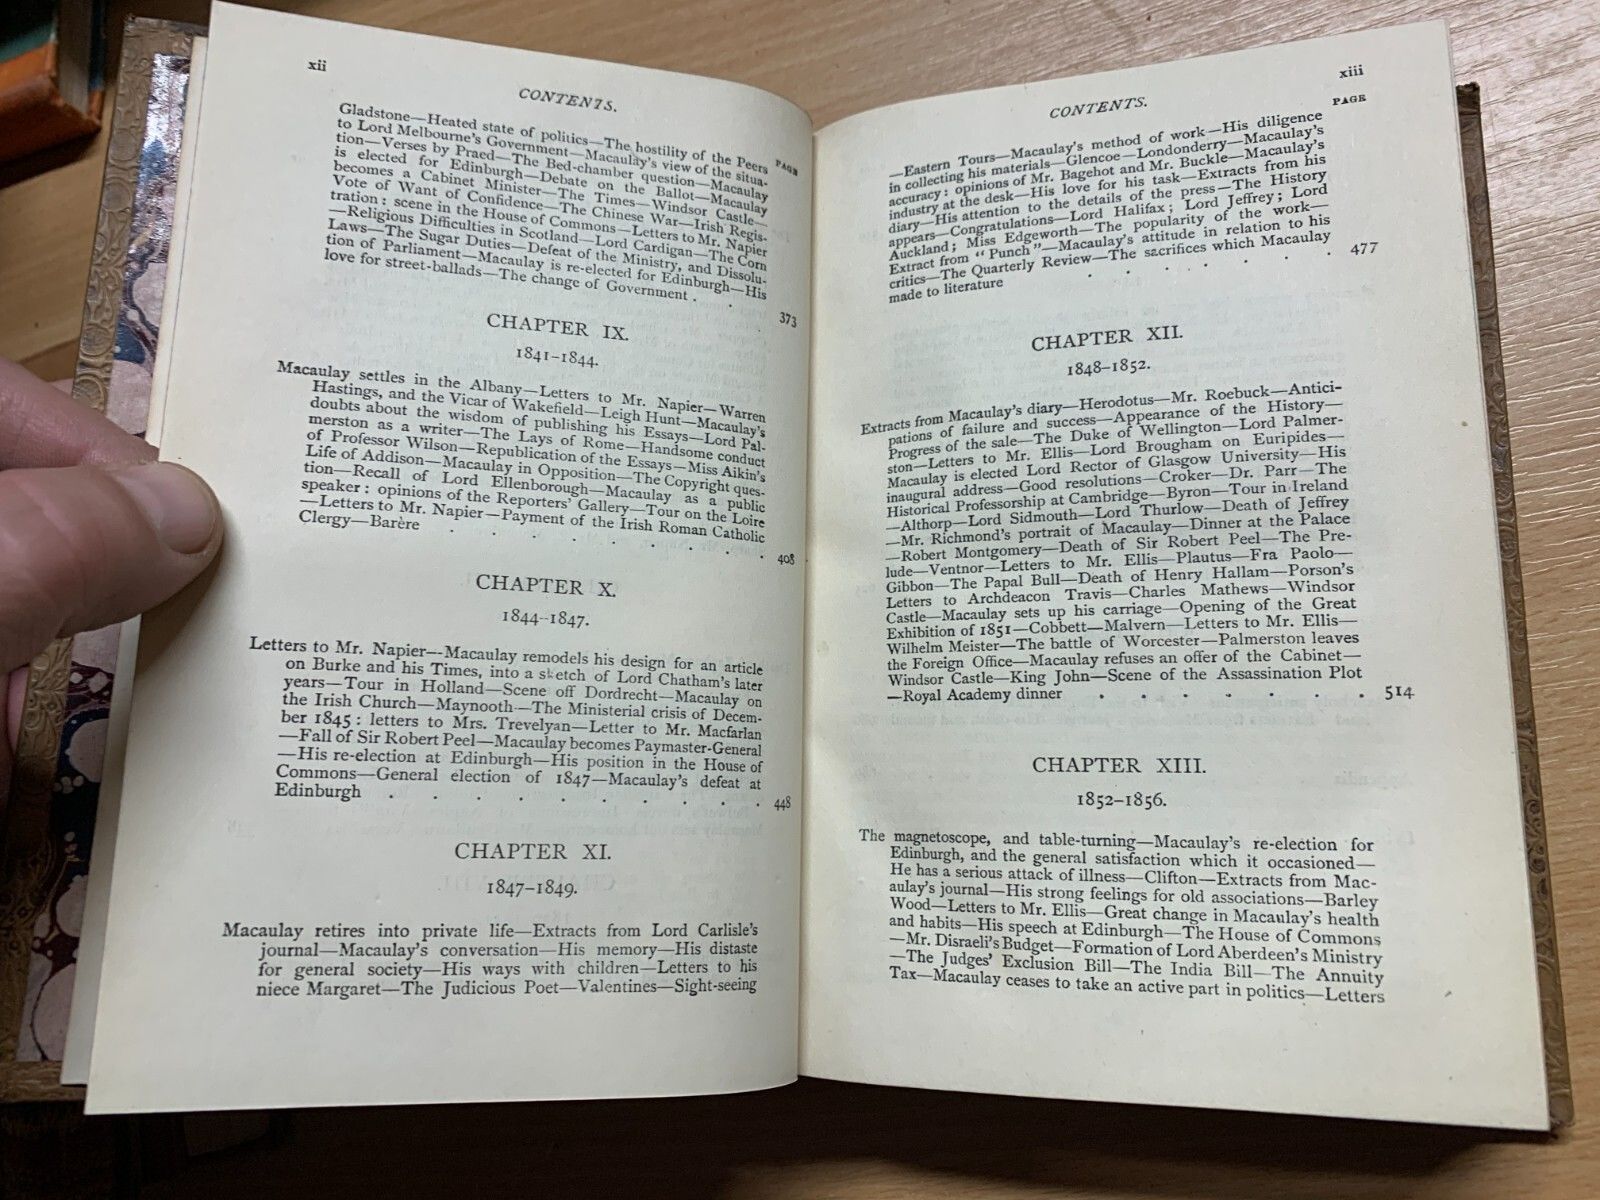 xii
CONTENTS.
PAGE
Gladstone—Heated state of politics—The hostility of the Peers
to Lord Melbourne's Government—Macaulay's view of the situa-
tion—Verses by Praed—The Bed-chamber question—Macaulay
is elected for Edinburgh—Debate on the Ballot—Macaulay
becomes a Cabinet Minister—The Times—Windsor Castle—
Vote of Want of Confidence—The Chinese War—Irish Regis-
tration: scene in the House of Commons—Letters to Mr. Napier
—Religious Difficulties in Scotland—Lord Cardigan—The Corn
Laws—The Sugar Duties—Defeat of the Ministry, and Dissolu-
tion of Parliament—Macaulay is re-elected for Edinburgh—His
love for street-ballads—The change of Government . . . 373
CHAPTER IX.
1841-1844.
Macaulay settles in the Albany—Letters to Mr. Napier—Warren
Hastings, and the Vicar of Wakefield—Leigh Hunt—Macaulay's
doubts about the wisdom of publishing his Essays—Lord Pal-
merston as a writer—The Lays of Rome—Handsome conduct
of Professor Wilson—Republication of the Essays—Miss Aikin's
Life of Addison—Macaulay in Opposition—The Copyright ques-
tion—Recall of Lord Ellenborough—Macaulay as a public
speaker: opinions of the Reporters' Gallery—Tour on the Loire
—Letters to Mr. Napier—Payment of the Irish Roman Catholic
Clergy—Barère . . . . . . . . . 408
CHAPTER X.
1844-1847.
Letters to Mr. Napier—Macaulay remodels his design for an article
on Burke and his Times, into a sketch of Lord Chatham's later
years—Tour in Holland—Scene off Dordrecht—Macaulay on
the Irish Church—Maynooth—The Ministerial crisis of Decem-
ber 1845: letters to Mrs. Trevelyan—Letter to Mr. Macfarlan
—Fall of Sir Robert Peel—Macaulay becomes Paymaster-General
—His re-election at Edinburgh—His position in the House of
Commons—General election of 1847—Macaulay's defeat at
Edinburgh . . . . . . . . . . 448
CHAPTER XI.
1847-1849.
Macaulay retires into private life—Extracts from Lord Carlisle's
journal—Macaulay's conversation—His memory—His distaste
for general society—His ways with children—Letters to his
niece Margaret—The Judicious Poet—Valentines—Sight-seeing
xiii
CONTENTS.
PAGE
—Eastern Tours—Macaulay's method of work—His diligence
in collecting his materials—Glencoe—Londonderry—Macaulay's
accuracy: opinions of Mr. Bagehot and Mr. Buckle—Macaulay's
industry at the desk—His love for his task—Extracts from his
diary—His attention to the details of the press—The History
appears—Congratulations—Lord Halifax; Lord Jeffrey; Lord
Auckland; Miss Edgeworth—The popularity of the work—
Extract from "Punch"—Macaulay's attitude in relation to his
critics—The Quarterly Review—The sacrifices which Macaulay
made to literature . . . . . . . 477
CHAPTER XII.
1848-1852.
Extracts from Macaulay's diary—Herodotus—Mr. Roebuck—Antici-
pations of failure and success—Appearance of the History—
Progress of the sale—The Duke of Wellington—Lord Palmer-
ston—Letters to Mr. Ellis—Lord Brougham on Euripides—
Macaulay is elected Lord Rector of Glasgow University—His
inaugural address—Good resolutions—Croker—Dr. Parr—The
Historical Professorship at Cambridge—Byron—Tour in Ireland
—Althorp—Lord Sidmouth—Lord Thurlow—Death of Jeffrey
—Mr. Richmond's portrait of Macaulay—Dinner at the Palace
—Robert Montgomery—Death of Sir Robert Peel—The Pre-
lude—Ventnor—Letters to Mr. Ellis—Plautus—Fra Paolo—
Gibbon—The Papal Bull—Death of Henry Hallam—Porson's
Letters to Archdeacon Travis—Charles Mathews—Windsor
Castle—Macaulay sets up his carriage—Opening of the Great
Exhibition of 1851—Cobbett—Malvern—Letters to Mr. Ellis—
Wilhelm Meister—The battle of Worcester—Palmerston leaves
the Foreign Office—Macaulay refuses an offer of the Cabinet—
Windsor Castle—King John—Scene of the Assassination Plot
—Royal Academy dinner . . . . . . . 514
CHAPTER XIII.
1852-1856.
The magnetoscope, and table-turning—Macaulay's re-election for
Edinburgh, and the general satisfaction which it occasioned—
He has a serious attack of illness—Clifton—Extracts from Mac-
aulay's journal—His strong feelings for old associations—Barley
Wood—Letters to Mr. Ellis—Great change in Macaulay's health
and habits—His speech at Edinburgh—The House of Commons
—Mr. Disraeli's Budget—Formation of Lord Aberdeen's Ministry
—The Judges' Exclusion Bill—The India Bill—The Annuity
Tax—Macaulay ceases to take an active part in politics—Letters